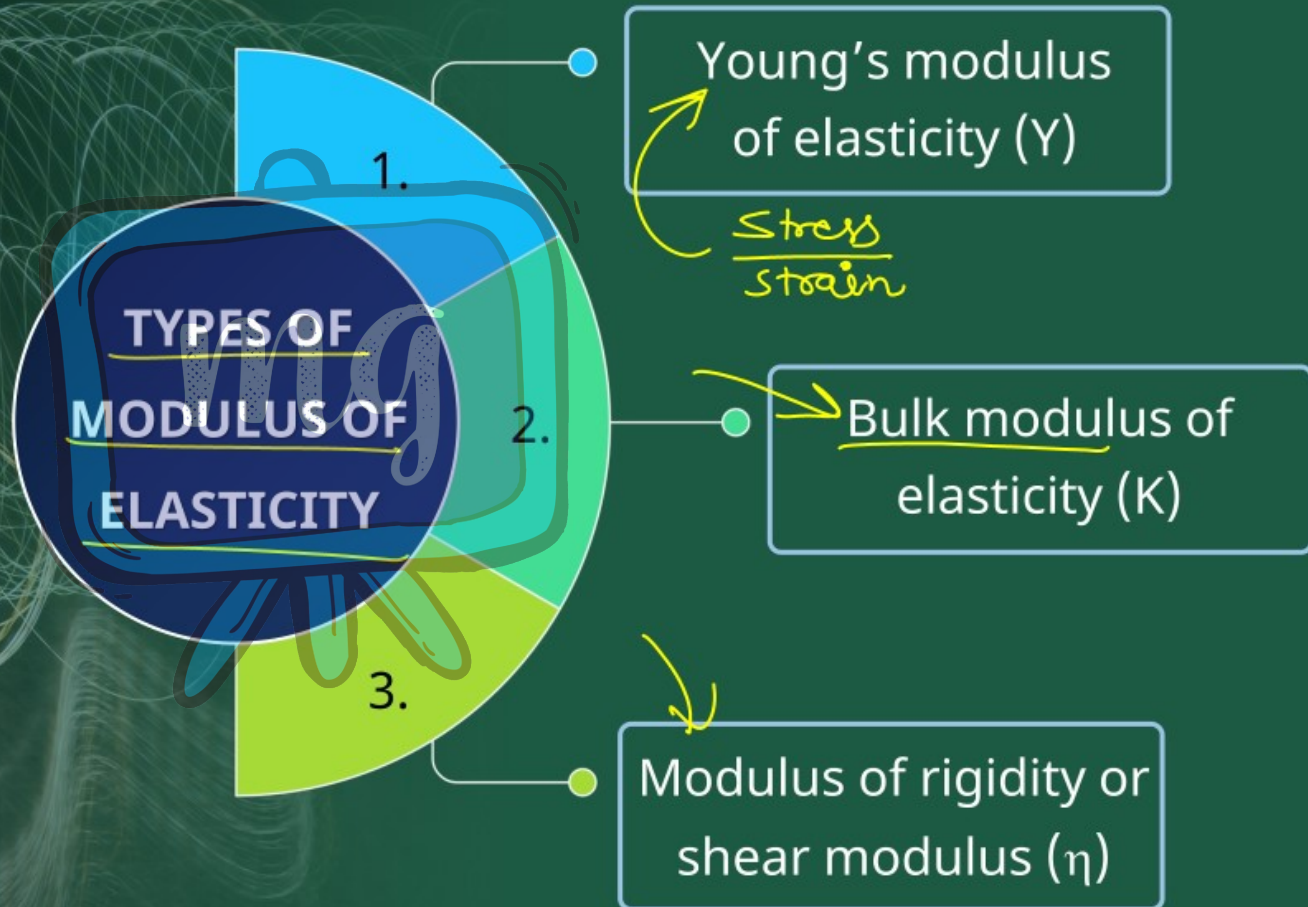 1.
Young’s modulus
of elasticity (Y)
Stress
strain
TYPES OF
MODULUS OF
ELASTICITY
mg
2.
Bulk modulus of
elasticity (K)
3.
Modulus of rigidity or
shear modulus (η)